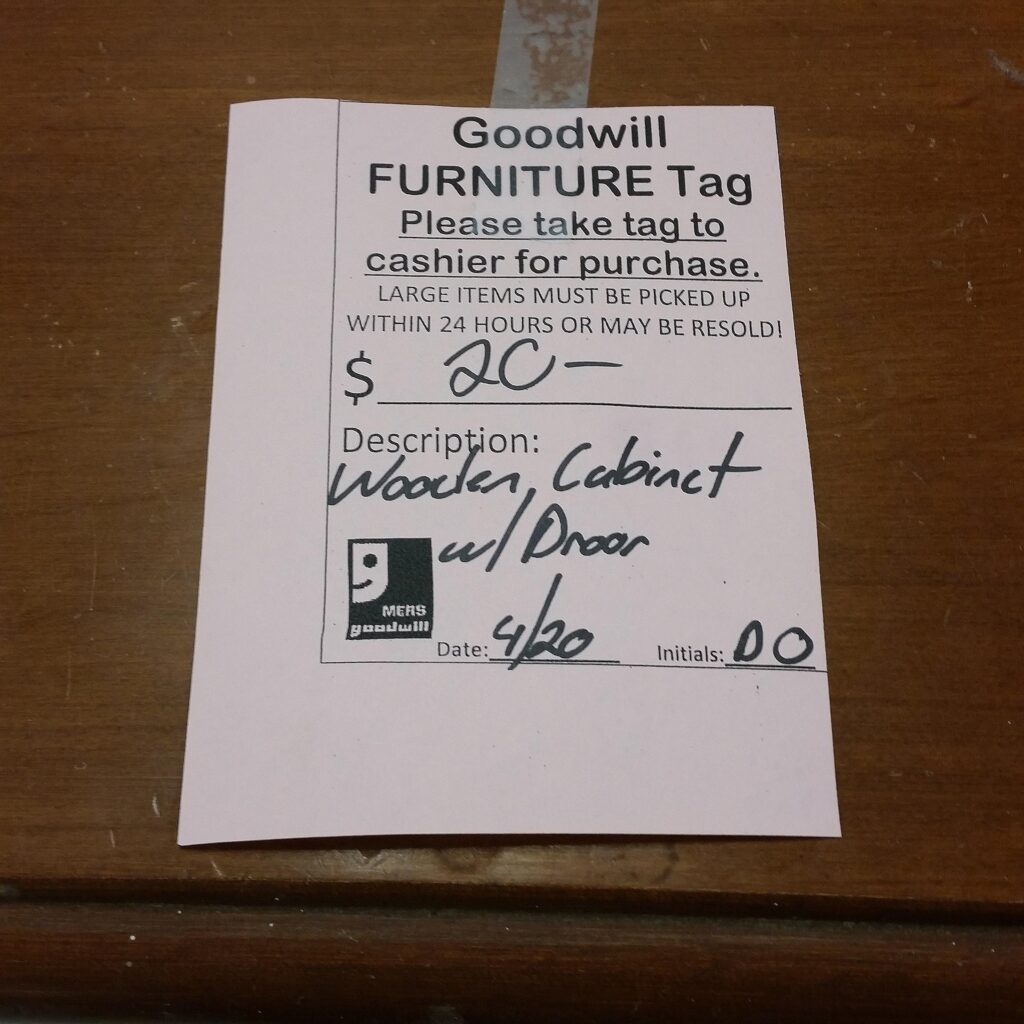 Goodwill
FURNITURE Tag
Please take tag to
cashier for purchase.
LARGE ITEMS MUST BE PICKED UP
WITHIN 24 HOURS OR MAY BE RESOLD!
$ 20 —
Description:
Wooden Cabinet
w/ Droor
MERS
goodwill
Date: 4/20 Initials: DO